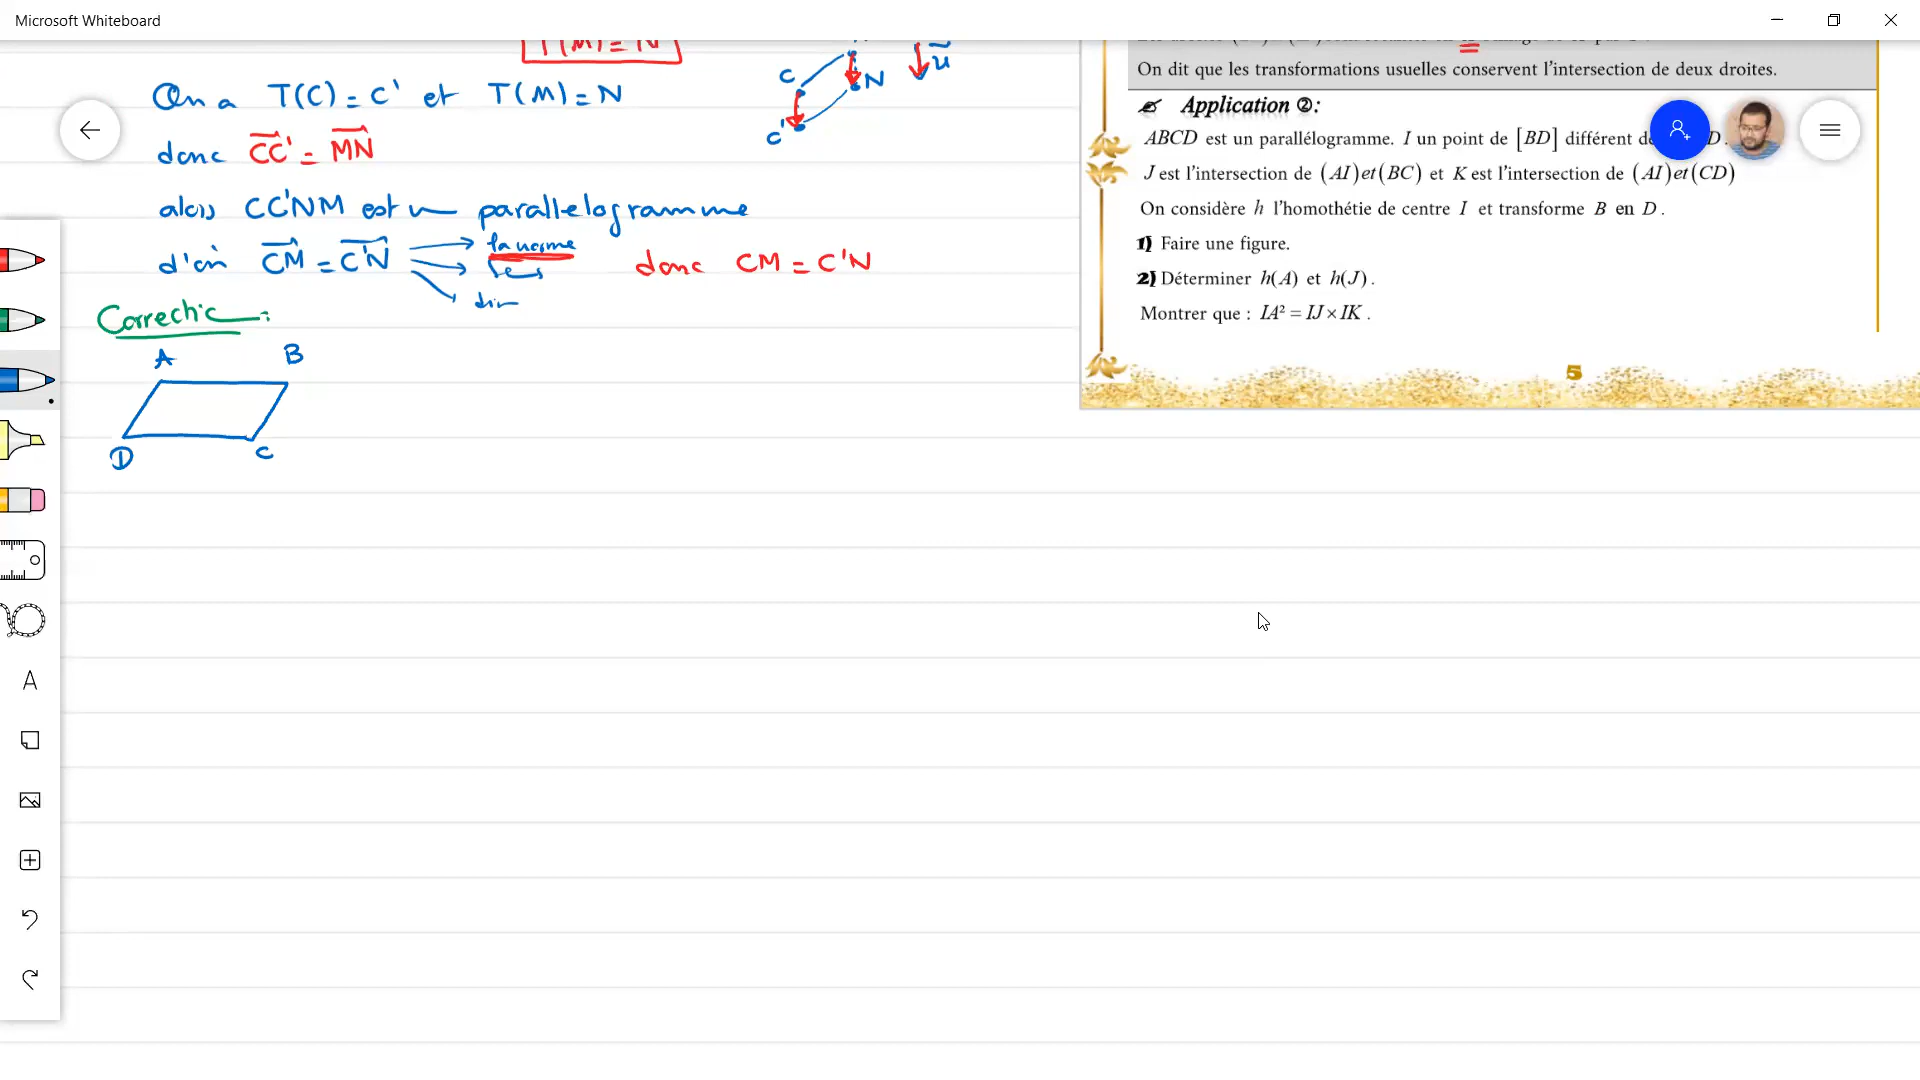 Microsoft Whiteboard
T(M) = N
On a T(C) = C' et T(M) = N
donc CC' = MN
alors CC'NM est un parallelogramme
d'où CM = C'N la norme sens dir donc CM = C'N
C N u
C'
Correction :
A B
D C
On dit que les transformations usuelles conservent l'intersection de deux droites.
Application ②:
ABCD est un parallélogramme. I un point de [BD] différent de D.
J est l'intersection de (AI)et(BC) et K est l'intersection de (AI)et(CD)
On considère h l'homothétie de centre I et transforme B en D.
1) Faire une figure.
2) Déterminer h(A) et h(J).
Montrer que : IA² = IJ × IK .
5